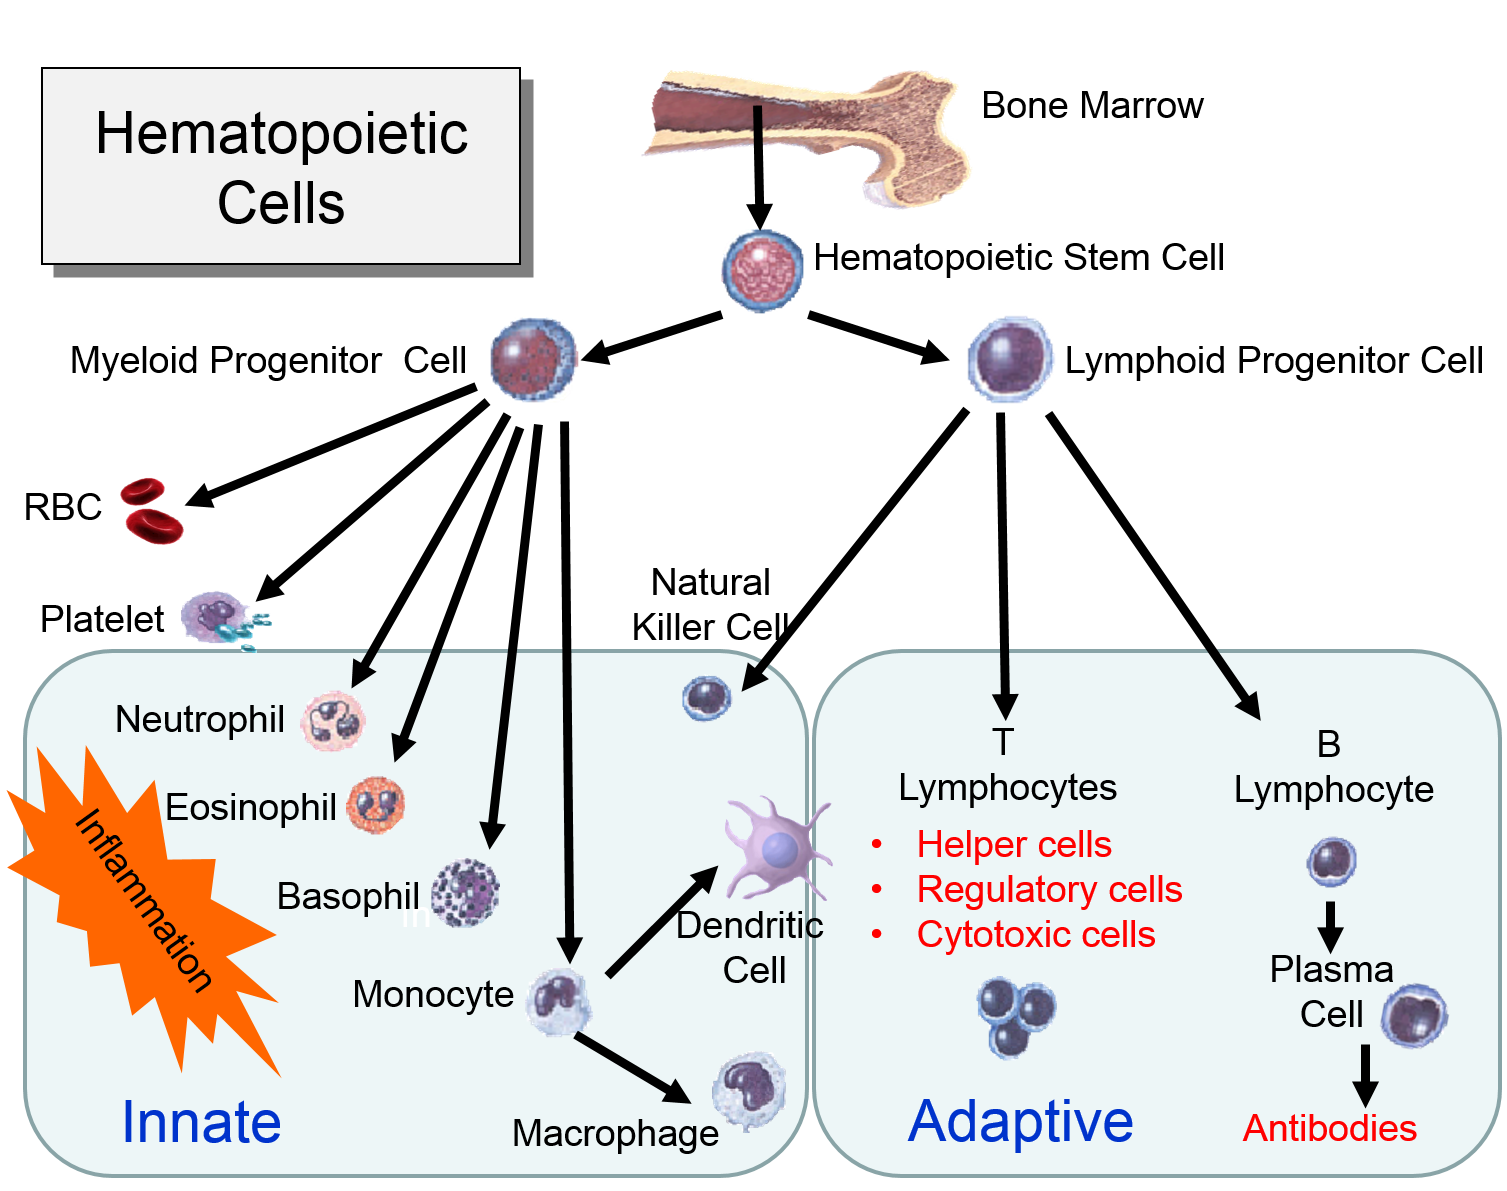 Hematopoietic
Cells
Bone Marrow
Hematopoietic Stem Cell
Myeloid Progenitor Cell
Lymphoid Progenitor Cell
RBC
Platelet
Natural
Killer Cell
Neutrophil
Eosinophil
Basophil
in
Inflammation
Monocyte
Dendritic
Cell
Macrophage
Innate
T
Lymphocytes
• Helper cells
• Regulatory cells
• Cytotoxic cells
B
Lymphocyte
Plasma
Cell
Antibodies
Adaptive